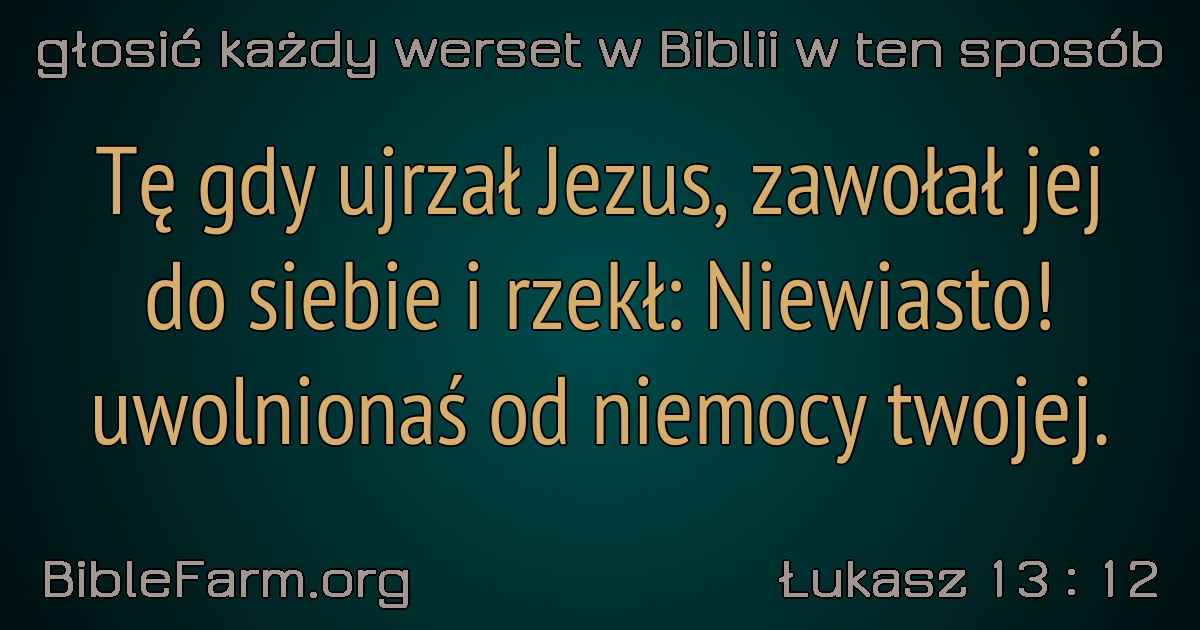 głosić każdy werset w Biblii w ten sposób
Tę gdy ujrzał Jezus, zawołał jej
do siebie i rzekł: Niewiasto!
uwolnionaś od niemocy twojej.
BibleFarm.org
Łukasz 13 : 12